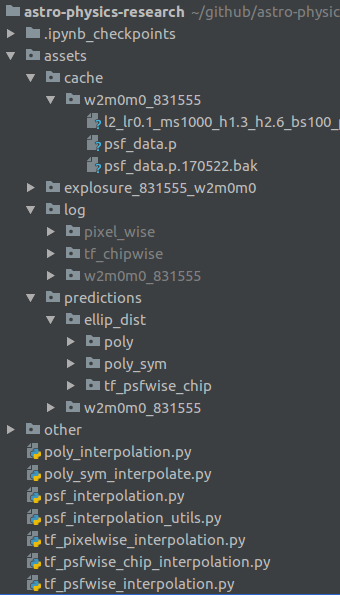 astro-physics-research ~/github/astro-physic
.ipynb_checkpoints
assets
cache
w2m0m0_831555
l2_lr0.1_ms1000_h1.3_h2.6_bs100_
psf_data.p
psf_data.p.170522.bak
explosure_831555_w2m0m0
log
pixel_wise
tf_chipwise
w2m0m0_831555
predictions
ellip_dist
poly
poly_sym
tf_psfwise_chip
w2m0m0_831555
other
poly_interpolation.py
poly_sym_interpolate.py
psf_interpolation.py
psf_interpolation_utils.py
tf_pixelwise_interpolation.py
tf_psfwise_chip_interpolation.py
tf_psfwise_interpolation.py